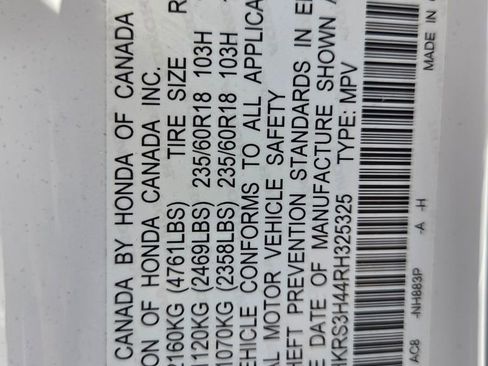 CANADA BY HONDA OF CANADA
ON OF HONDA CANADA INC.
2160KG (4761LBS) TIRE SIZE R
1120KG (2469LBS) 235/60R18 103H
1070KG (2358LBS) 235/60R18 103H
EHICLE CONFORMS TO ALL APPLICA
AL MOTOR VEHICLE SAFETY
HEFT PREVENTION STANDARDS IN E
E DATE OF MANUFACTURE SHOWN A
HKRS3H44RH325325 TYPE: MPV
AC8 -NH883P -A -H
MADE IN